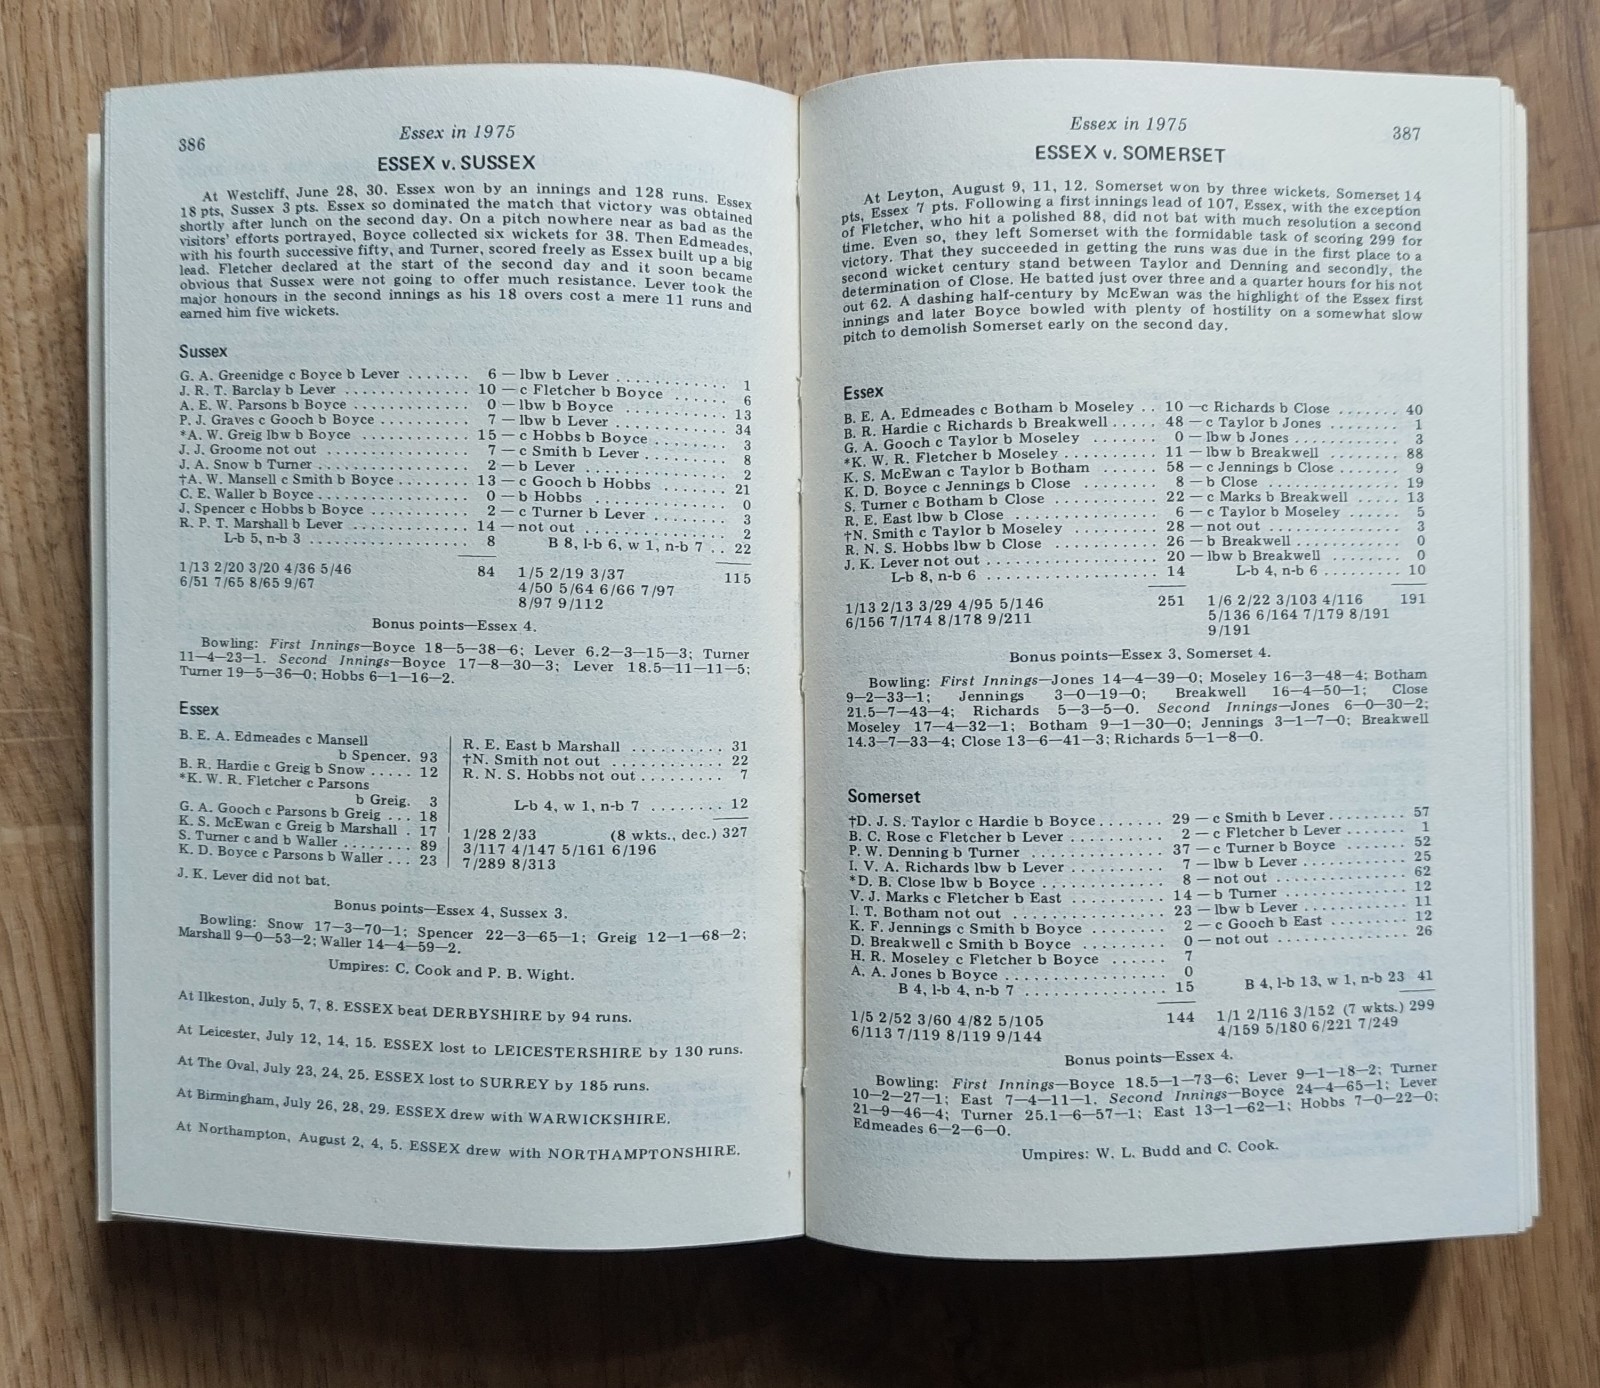 386
Essex in 1975
ESSEX v. SUSSEX
At Westcliff, June 28, 30. Essex won by an innings and 128 runs. Essex
18 pts, Sussex 3 pts. Essex so dominated the match that victory was obtained
shortly after lunch on the second day. On a pitch nowhere near as bad as the
visitors' efforts portrayed, Boyce collected six wickets for 38. Then Edmeades,
with his fourth successive fifty, and Turner, scored freely as Essex built up a big
lead. Fletcher declared at the start of the second day and it soon became
obvious that Sussex were not going to offer much resistance. Lever took the
major honours in the second innings as his 18 overs cost a mere 11 runs and
earned him five wickets.
Sussex
G. A. Greenidge c Boyce b Lever ....... 6 — lbw b Lever ............ 1
J. R. T. Barclay b Lever ............ 10 — c Fletcher b Boyce ...... 6
A. E. W. Parsons b Boyce ............ 0 — lbw b Boyce ............ 13
P. J. Graves c Gooch b Boyce .......... 7 — lbw b Lever ............ 34
*A. W. Greig lbw b Boyce ............ 15 — c Hobbs b Boyce ........ 3
J. J. Groome not out ............... 7 — c Smith b Lever ......... 8
J. A. Snow b Turner ................ 2 — b Lever ............... 2
†A. W. Mansell c Smith b Boyce ........ 13 — c Gooch b Hobbs ....... 21
C. E. Waller b Boyce ................ 0 — b Hobbs .............. 0
J. Spencer c Hobbs b Boyce ........... 2 — c Turner b Lever ........ 3
R. P. T. Marshall b Lever ............ 14 — not out ............... 2
L-b 5, n-b 3 .................. 8 B 8, l-b 6, w 1, n-b 7 .. 22
1/13 2/20 3/20 4/36 5/46 84 1/5 2/19 3/37 115
6/51 7/65 8/65 9/67 4/50 5/64 6/66 7/97
8/97 9/112
Bonus points—Essex 4.
Bowling: First Innings—Boyce 18—5—38—6; Lever 6.2—3—15—3; Turner
11—4—23—1. Second Innings—Boyce 17—8—30—3; Lever 18.5—11—11—5;
Turner 19—5—36—0; Hobbs 6—1—16—2.
Essex
B. E. A. Edmeades c Mansell
b Spencer. 93
B. R. Hardie c Greig b Snow ..... 12
*K. W. R. Fletcher c Parsons
b Greig. 3
G. A. Gooch c Parsons b Greig ... 18
K. S. McEwan c Greig b Marshall . 17
S. Turner c and b Waller ........ 89
K. D. Boyce c Parsons b Waller ... 23
R. E. East b Marshall .......... 31
†N. Smith not out ............. 22
R. N. S. Hobbs not out ......... 7
L-b 4, w 1, n-b 7 ........ 12
1/28 2/33 (8 wkts., dec.) 327
3/117 4/147 5/161 6/196
7/289 8/313
J. K. Lever did not bat.
Bonus points—Essex 4, Sussex 3.
Bowling: Snow 17—3—70—1; Spencer 22—3—65—1; Greig 12—1—68—2;
Marshall 9—0—53—2; Waller 14—4—59—2.
Umpires: C. Cook and P. B. Wight.
At Ilkeston, July 5, 7, 8. ESSEX beat DERBYSHIRE by 94 runs.
At Leicester, July 12, 14, 15. ESSEX lost to LEICESTERSHIRE by 130 runs.
At The Oval, July 23, 24, 25. ESSEX lost to SURREY by 185 runs.
At Birmingham, July 26, 28, 29. ESSEX drew with WARWICKSHIRE.
At Northampton, August 2, 4, 5. ESSEX drew with NORTHAMPTONSHIRE.
Essex in 1975
387
ESSEX v. SOMERSET
At Leyton, August 9, 11, 12. Somerset won by three wickets. Somerset 14
pts, Essex 7 pts. Following a first innings lead of 107, Essex, with the exception
of Fletcher, who hit a polished 88, did not bat with much resolution a second
time. Even so, they left Somerset with the formidable task of scoring 299 for
victory. That they succeeded in getting the runs was due in the first place to a
second wicket century stand between Taylor and Denning and secondly, the
determination of Close. He batted just over three and a quarter hours for his not
out 62. A dashing half-century by McEwan was the highlight of the Essex first
innings and later Boyce bowled with plenty of hostility on a somewhat slow
pitch to demolish Somerset early on the second day.
Essex
B. E. A. Edmeades c Botham b Moseley .. 10 —c Richards b Close ....... 40
B. R. Hardie c Richards b Breakwell ..... 48 — c Taylor b Jones ......... 1
G. A. Gooch c Taylor b Moseley ....... 0 — lbw b Jones ............ 3
*K. W. R. Fletcher b Moseley .......... 11 — lbw b Breakwell ........ 88
K. S. McEwan c Taylor b Botham ...... 58 — c Jennings b Close ....... 9
K. D. Boyce c Jennings b Close ........ 8 — b Close ............... 19
S. Turner c Botham b Close ........... 22 — c Marks b Breakwell ..... 13
R. E. East lbw b Close ............... 6 — c Taylor b Moseley ...... 5
†N. Smith c Taylor b Moseley ......... 28 — not out ............... 3
R. N. S. Hobbs lbw b Close ........... 26 — b Breakwell ............ 0
J. K. Lever not out ................. 20 — lbw b Breakwell ........ 0
L-b 8, n-b 6 .................. 14 L-b 4, n-b 6 ......... 10
1/13 2/13 3/29 4/95 5/146 251 1/6 2/22 3/103 4/116 191
6/156 7/174 8/178 9/211 5/136 6/164 7/179 8/191
9/191
Bonus points—Essex 3, Somerset 4.
Bowling: First Innings—Jones 14—4—39—0; Moseley 16—3—48—4; Botham
9—2—33—1; Jennings 3—0—19—0; Breakwell 16—4—50—1; Close
21.5—7—43—4; Richards 5—3—5—0. Second Innings—Jones 6—0—30—2;
Moseley 17—4—32—1; Botham 9—1—30—0; Jennings 3—1—7—0; Breakwell
14.3—7—33—4; Close 13—6—41—3; Richards 5—1—8—0.
Somerset
†D. J. S. Taylor c Hardie b Boyce ....... 29 — c Smith b Lever ......... 57
B. C. Rose c Fletcher b Lever .......... 2 — c Fletcher b Lever ....... 1
P. W. Denning b Turner .............. 37 — c Turner b Boyce ....... 52
I. V. A. Richards lbw b Lever .......... 7 — lbw b Lever ............ 25
*D. B. Close lbw b Boyce ............. 8 — not out ............... 62
V. J. Marks c Fletcher b East .......... 14 — b Turner .............. 12
I. T. Botham not out ................ 23 — lbw b Lever ............ 11
K. F. Jennings c Smith b Boyce ........ 2 — c Gooch b East ......... 12
D. Breakwell c Smith b Boyce ......... 0 — not out ............... 26
H. R. Moseley c Fletcher b Boyce ...... 7
A. A. Jones b Boyce ................. 0
B 4, l-b 4, n-b 7 ............... 15 B 4, l-b 13, w 1, n-b 23 41
1/5 2/52 3/60 4/82 5/105 144 1/1 2/116 3/152 (7 wkts.) 299
6/113 7/119 8/119 9/144 4/159 5/180 6/221 7/249
Bonus points—Essex 4.
Bowling: First Innings—Boyce 18.5—1—73—6; Lever 9—1—18—2; Turner
10—2—27—1; East 7—4—11—1. Second Innings—Boyce 24—4—65—1; Lever
21—9—46—4; Turner 25.1—6—57—1; East 13—1—62—1; Hobbs 7—0—22—0;
Edmeades 6—2—6—0.
Umpires: W. L. Budd and C. Cook.